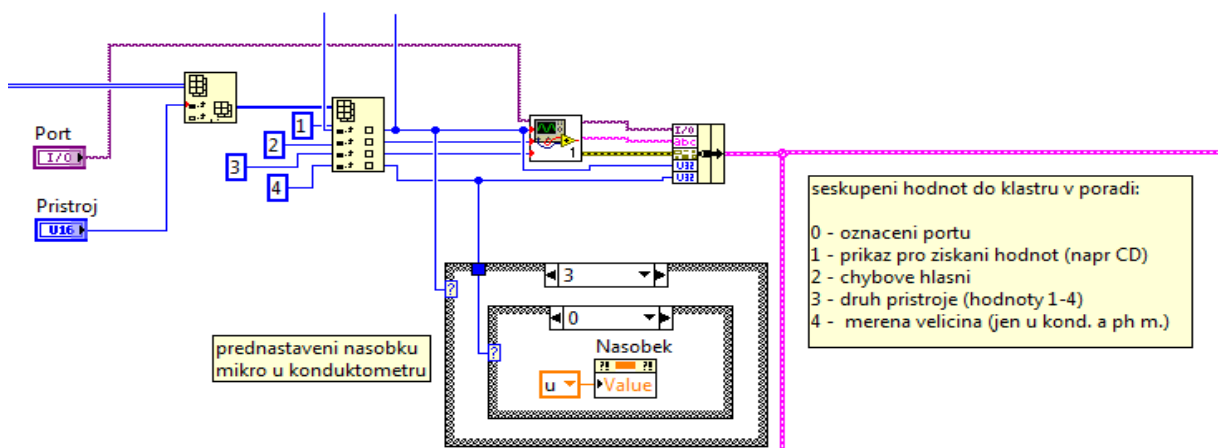 Port
I/O
Pristroj
U16
1
2
3
4
1
I/O
abc
U32
U32
3
0
Nasobek
?! ?!
u
Value
?
?
prednastaveni nasobku
mikro u konduktometru
seskupeni hodnot do klastru v poradi:
0 - oznaceni portu
1 - prikaz pro ziskani hodnot (napr CD)
2 - chybove hlasni
3 - druh pristroje (hodnoty 1-4)
4 - merena velicina (jen u kond. a ph m.)